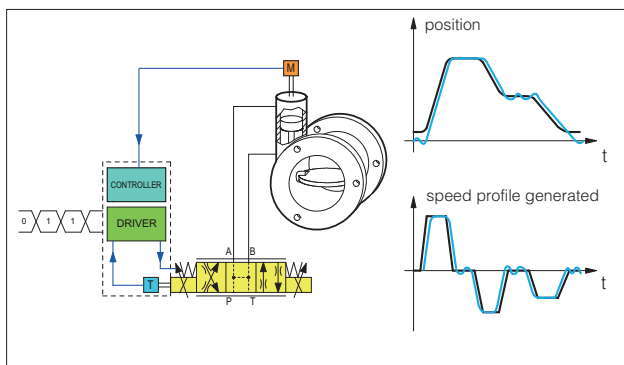 position
M
t
CONTROLLER
0 1 1
DRIVER
speed profile generated
A B
T
P T
t